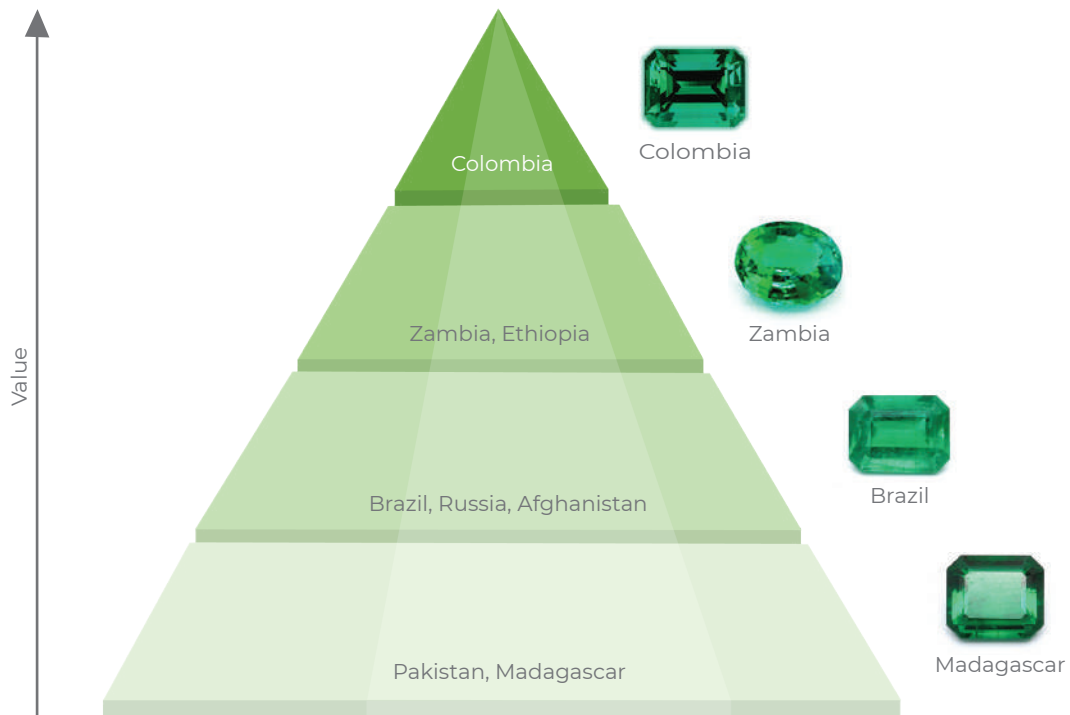 Colombia
Colombia
Zambia, Ethiopia
Zambia
Value
Brazil, Russia, Afghanistan
Brazil
Pakistan, Madagascar
Madagascar